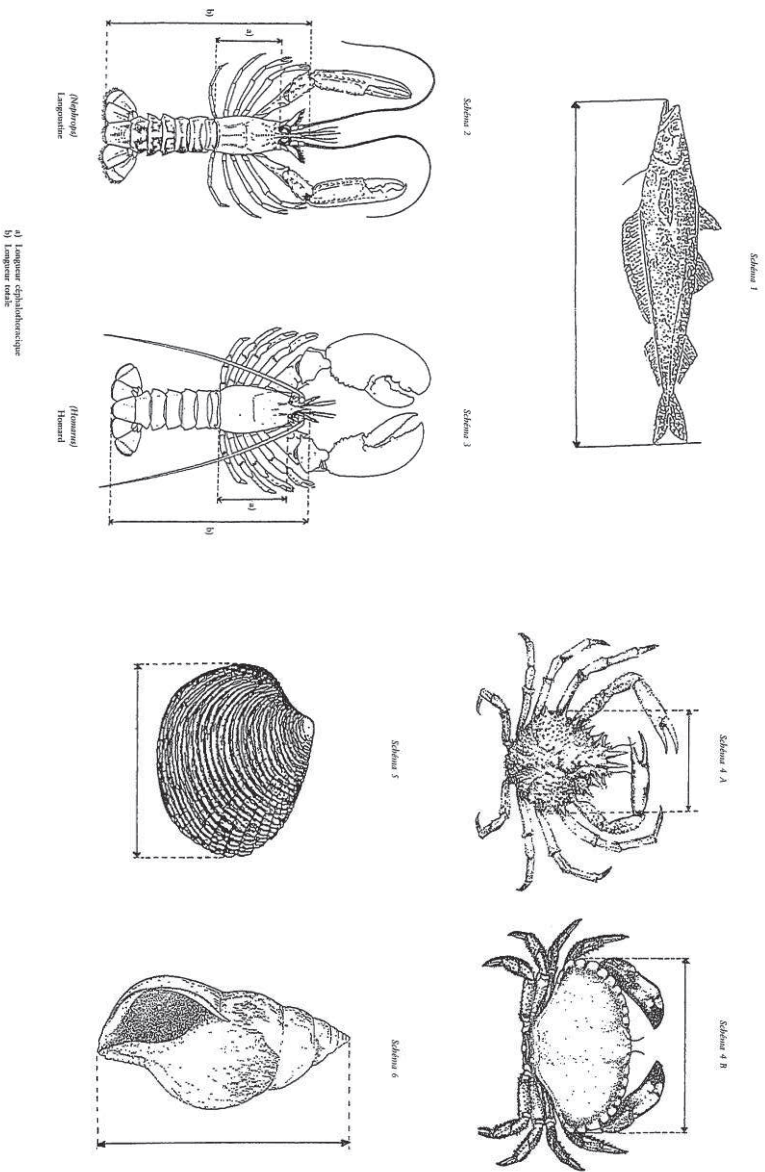 Schéma 1
Schéma 2
b)
a)
(Nephrops)
Langoustine
Schéma 3
a)
b)
(Homarus)
Homard
a) Longueur céphalothoracique
b) Longueur totale
Schéma 4 A
Schéma 4 B
Schéma 5
Schéma 6